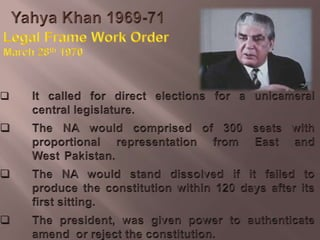 Yahya Khan 1969-71
Legal Frame Work Order
March 28th 1970
❑ It called for direct elections for a unicameral
central legislature.
❑ The NA would comprised of 300 seats with
proportional representation from East and
West Pakistan.
❑ The NA would stand dissolved if it failed to
produce the constitution within 120 days after its
first sitting.
❑ The president, was given power to authenticate
amend or reject the constitution.